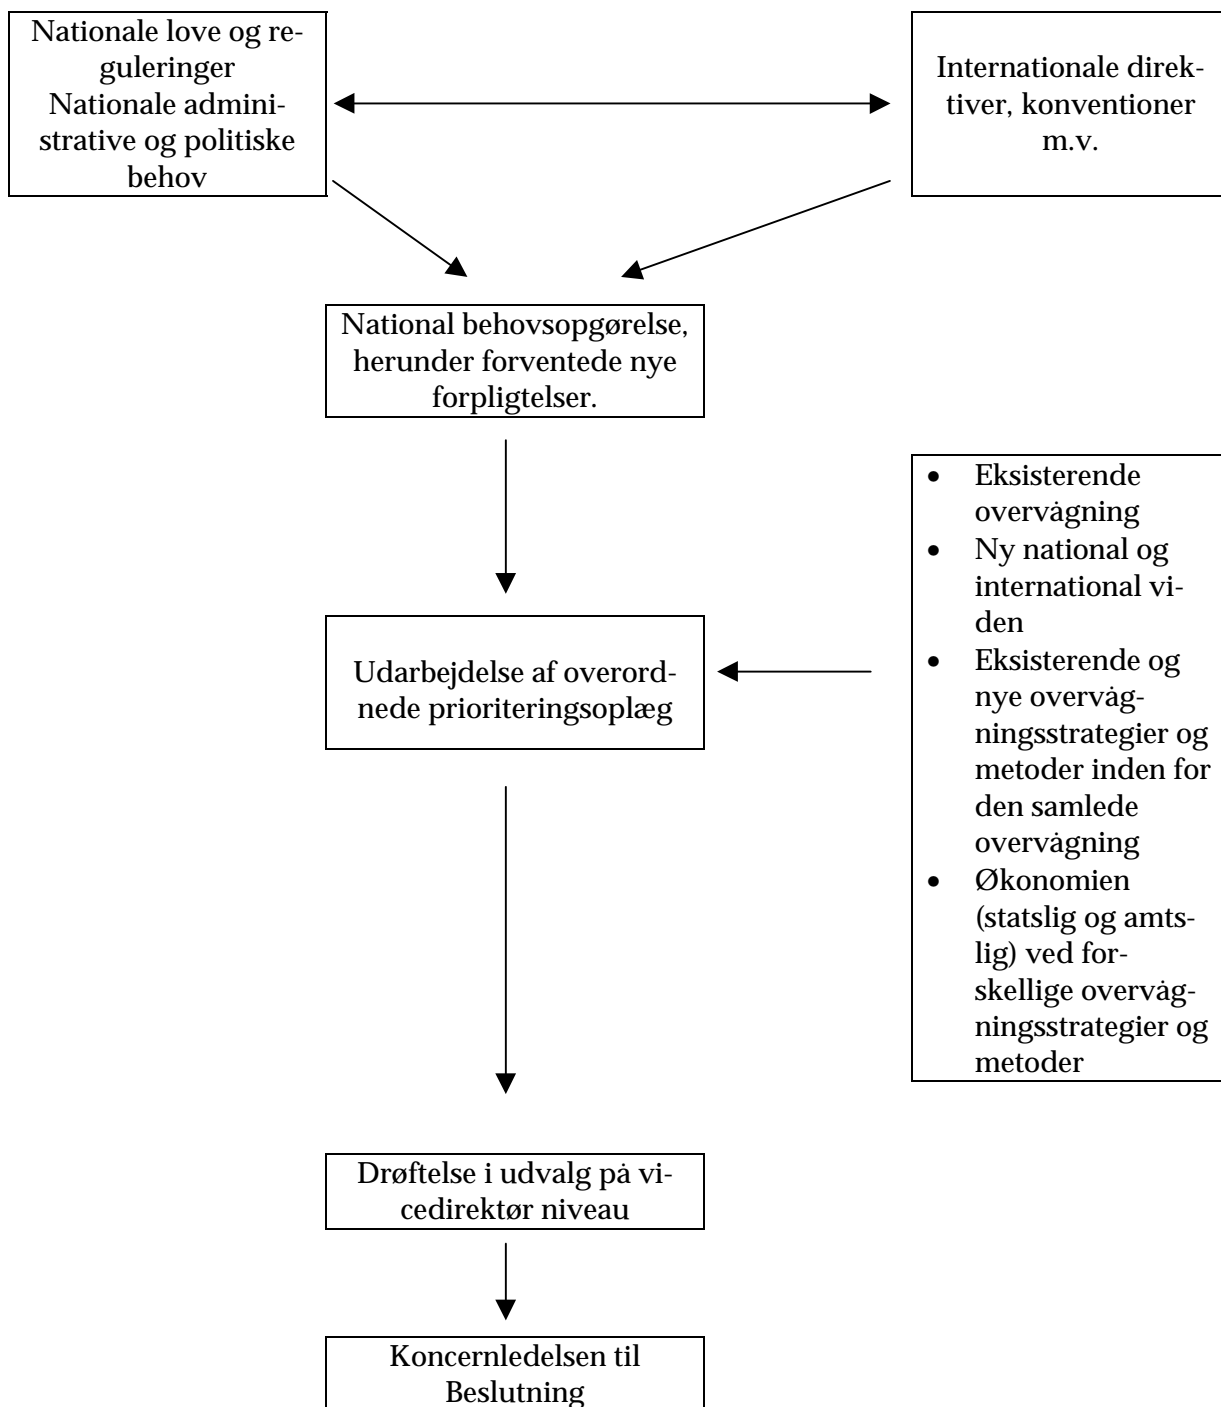 Nationale love og re-
guleringer
Nationale admini-
strative og politiske
behov
Internationale direk-
tiver, konventioner
m.v.
National behovsopgørelse,
herunder forventede nye
forpligtelser.
• Eksisterende
overvågning
• Ny national og
international vi-
den
• Eksisterende og
nye overvåg-
ningsstrategier og
metoder inden for
den samlede
overvågning
• Økonomien
(statslig og amts-
lig) ved for-
skellige overvåg-
ningsstrategier og
metoder
Udarbejdelse af overord-
nede prioriteringsoplæg
Drøftelse i udvalg på vi-
cedirektør niveau
Koncernledelsen til
Beslutning